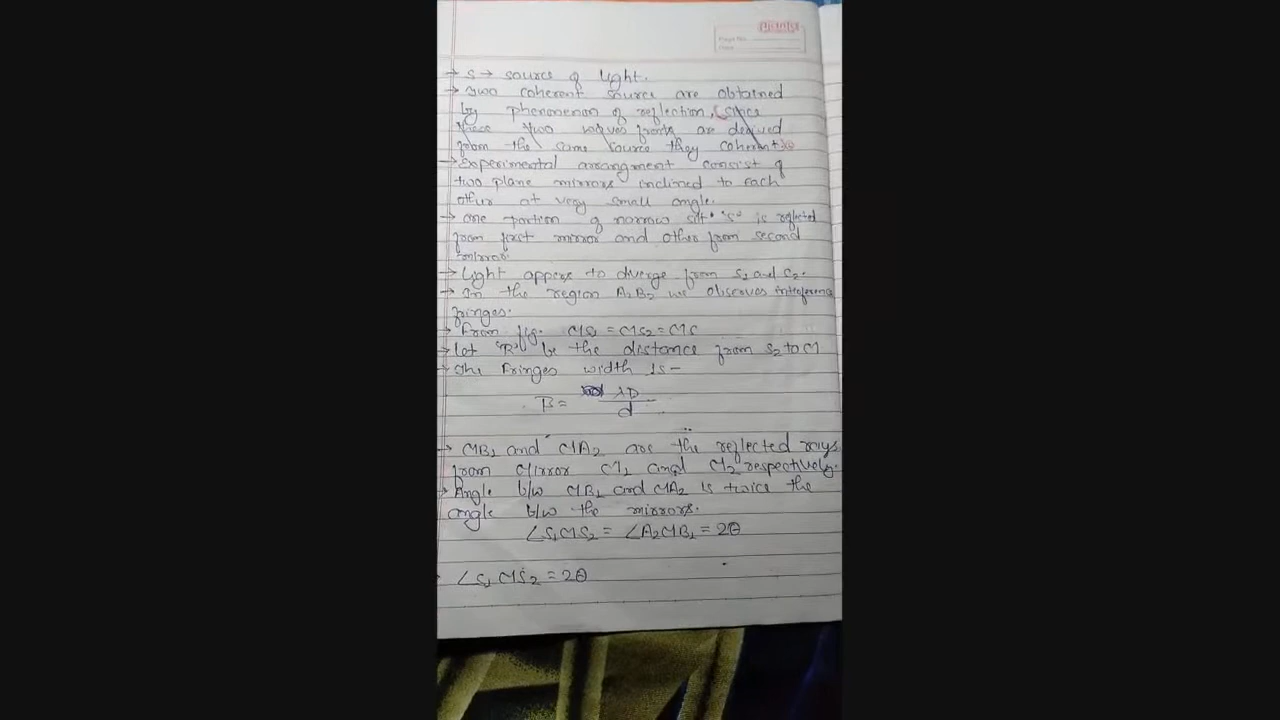 → S → source of light.
→ Two coherent source are obtained
by phenomenon of reflection, since
these two waves fronts are derived
from the same source they coherent
→ Experimental arrangment consist of
two plane mirrors inclined to each
other at very small angle.
→ One portion of narrow slit 'S' is reflected
from first mirror and other from second
mirror.
→ Light appers to diverge from S1 and S2.
→ In the region A2B2 we observes interference
fringes.
→ From fig. MS1 = MS2 = MS
→ Let 'R' be the distance from S2 to M
→ The Fringes width is -
B = λD
d
→ MB1 and MA2 are the reflected rays
from Mirror M1 and M2 respectively.
→ Angle b/w MB1 and MA2 is twice the
angle b/w the mirrors.
∠S1MS2 = ∠A2MB1 = 2θ
∠S1MS2 = 2θ